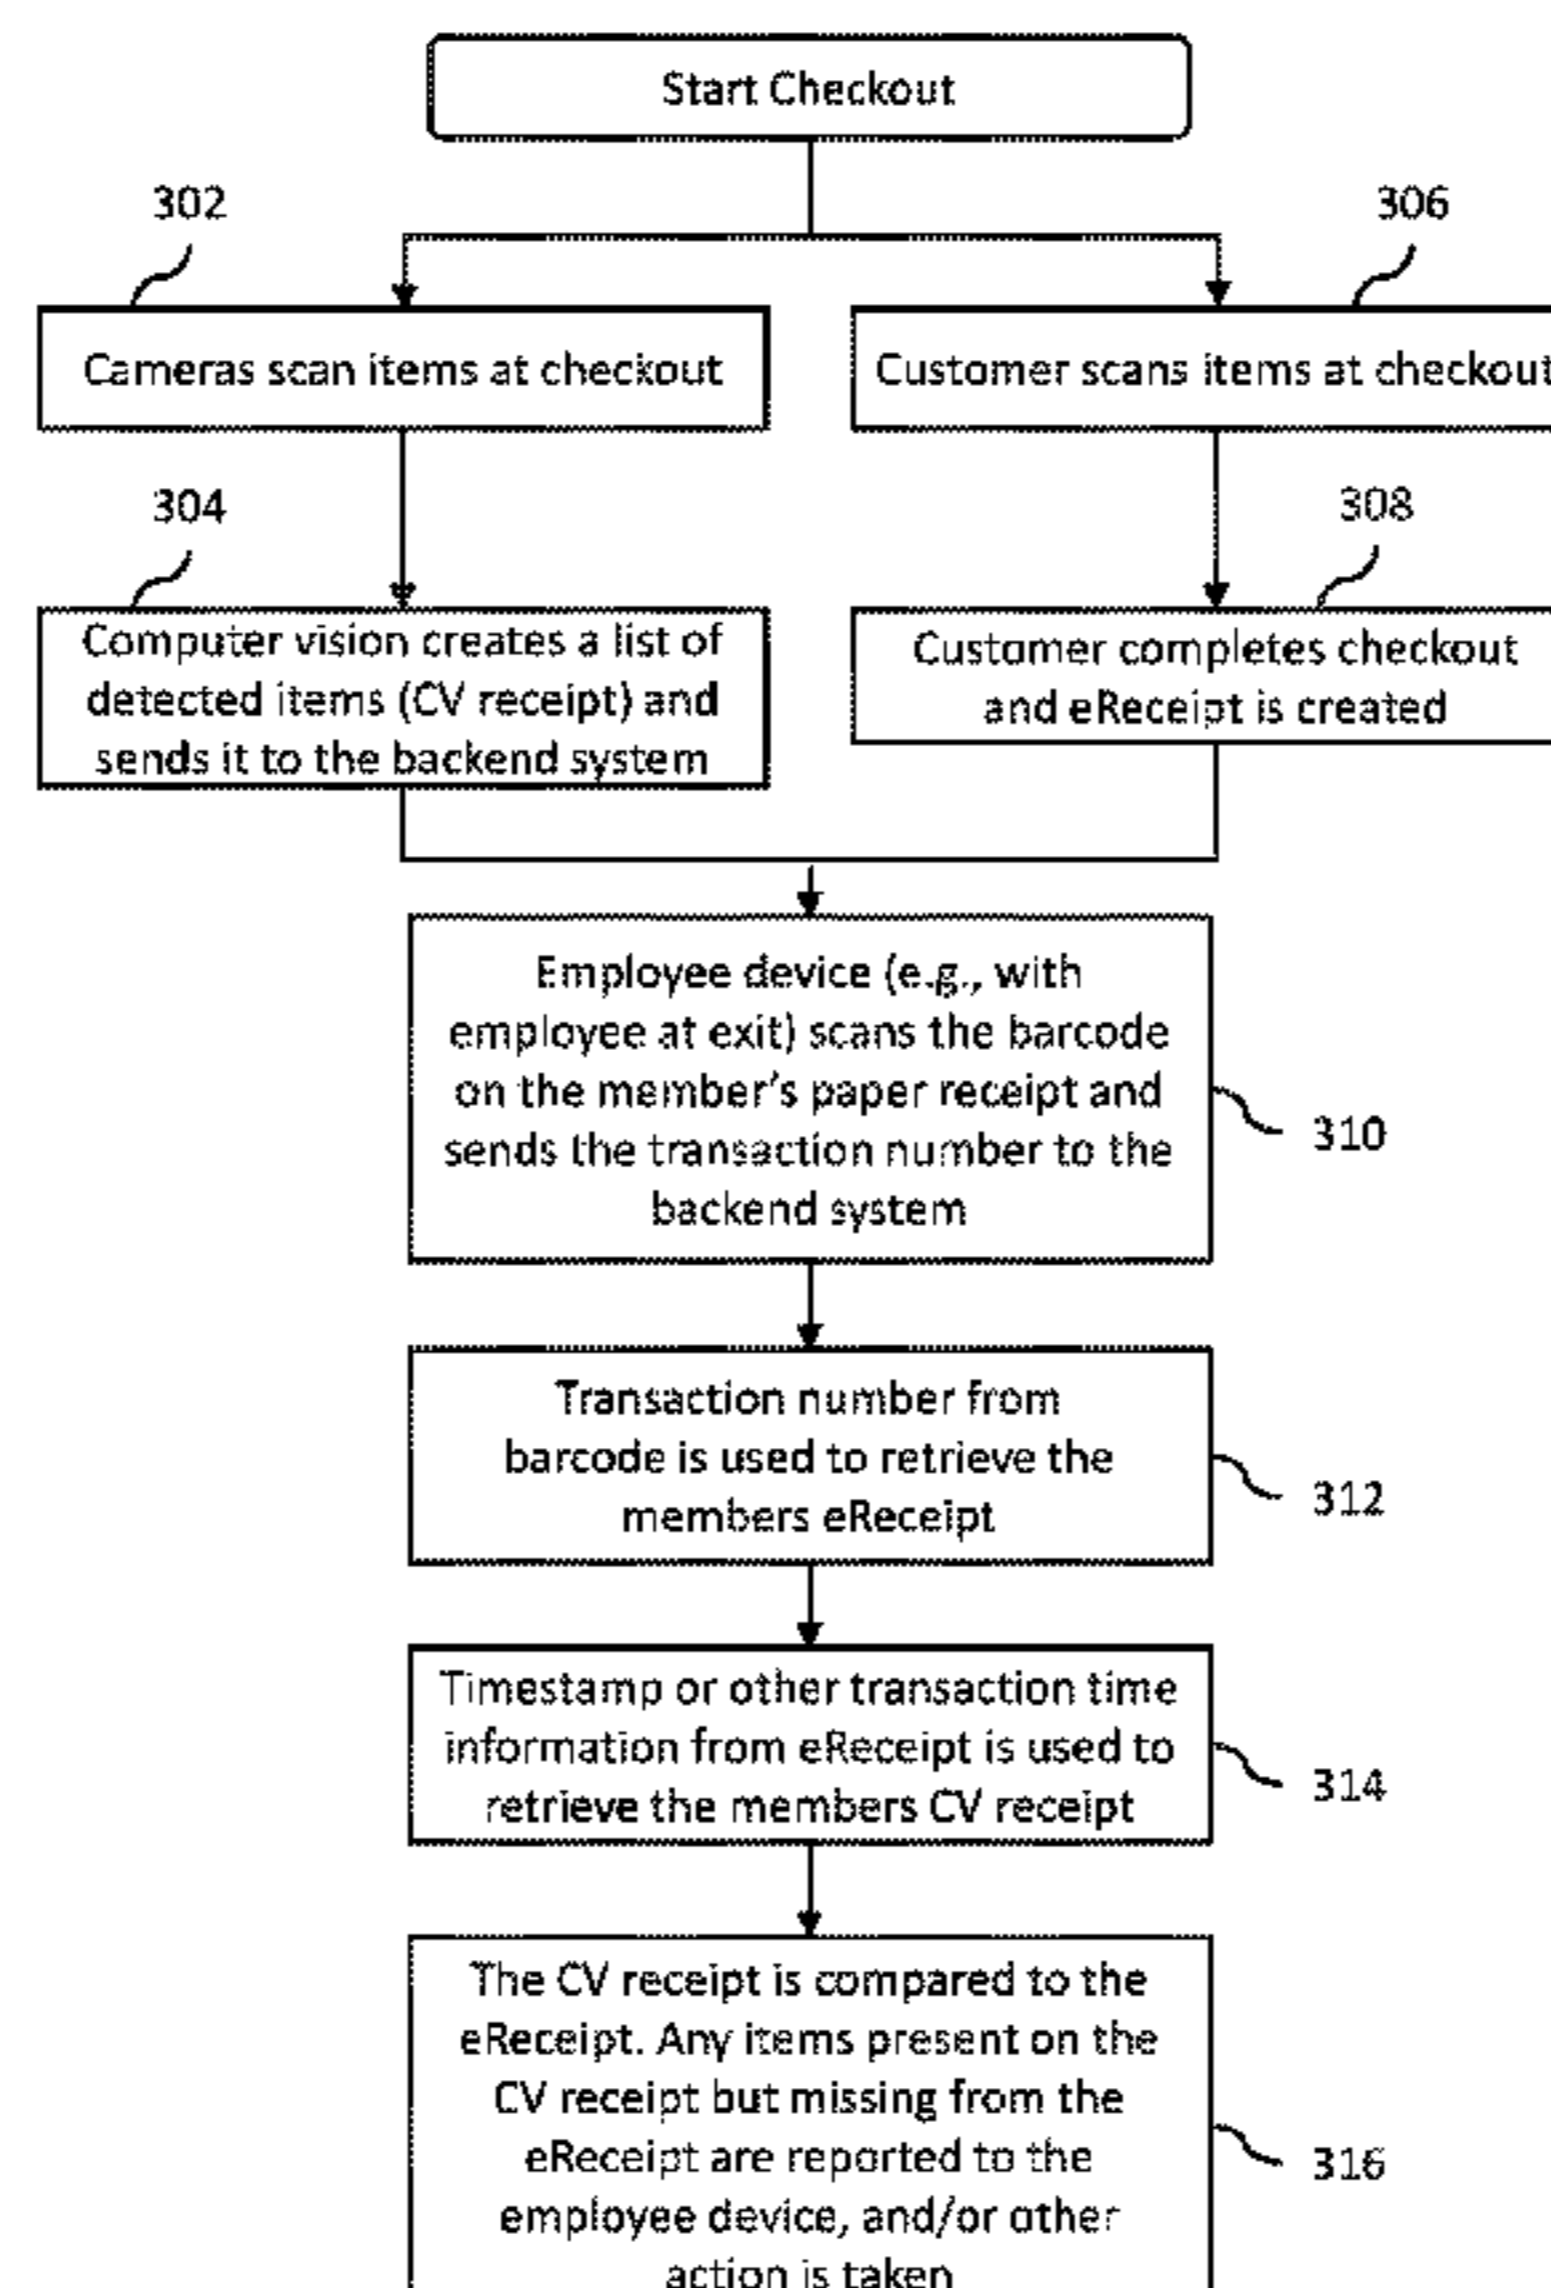 Start Checkout
302
306
Cameras scan items at checkout
Customer scans items at checkout
304
308
Computer vision creates a list of
detected items (CV receipt) and
sends it to the backend system
Customer completes checkout
and eReceipt is created
Employee device (e.g., with
employee at exit) scans the barcode
on the member's paper receipt and
sends the transaction number to the
backend system
310
Transaction number from
barcode is used to retrieve the
members eReceipt
312
Timestamp or other transaction time
information from eReceipt is used to
retrieve the members CV receipt
314
The CV receipt is compared to the
eReceipt. Any items present on the
CV receipt but missing from the
eReceipt are reported to the
employee device, and/or other
action is taken
316